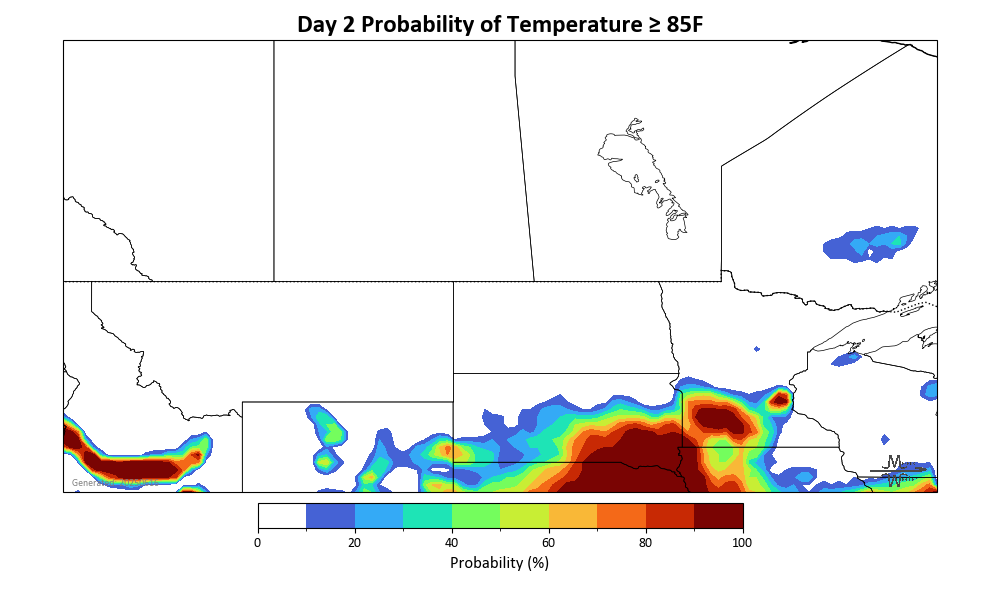 Day 2 Probability of Temperature ≥ 85F
M
W
0 20 40 60 80 100
Probability (%)